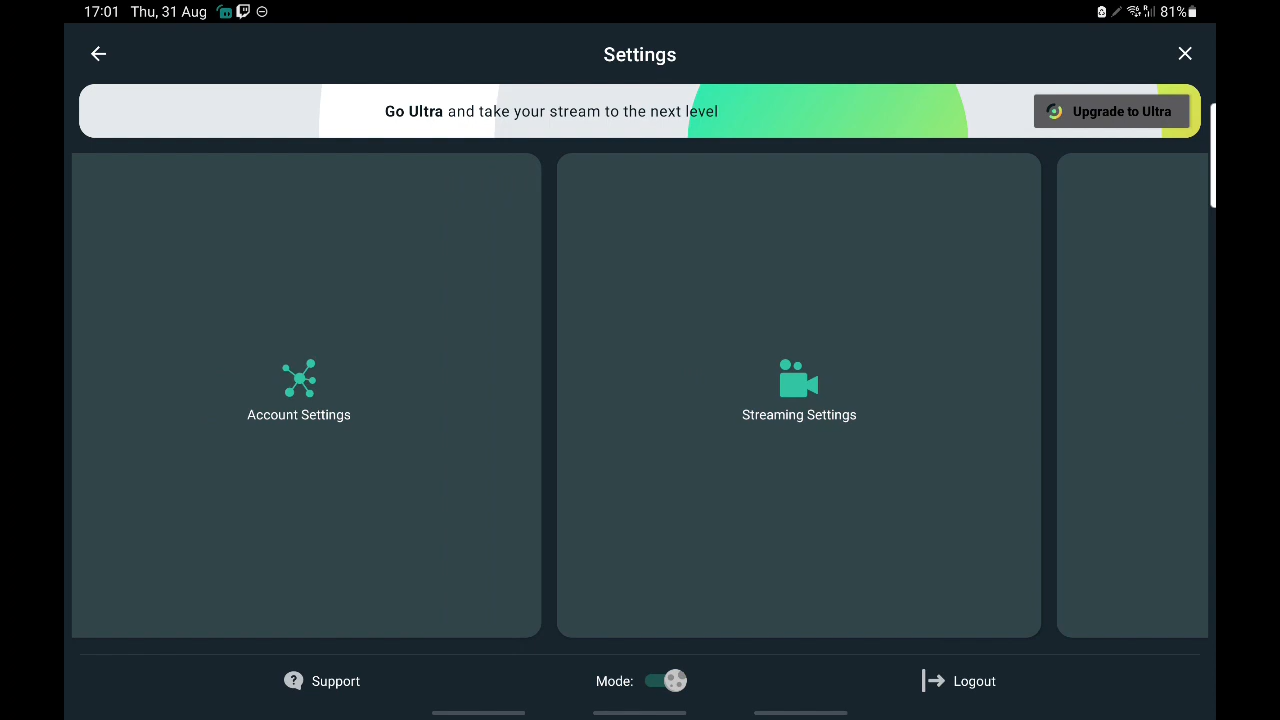 17:01 Thu, 31 Aug
81%
Settings
Go Ultra and take your stream to the next level
Upgrade to Ultra
Account Settings
Streaming Settings
Support
Mode:
Logout